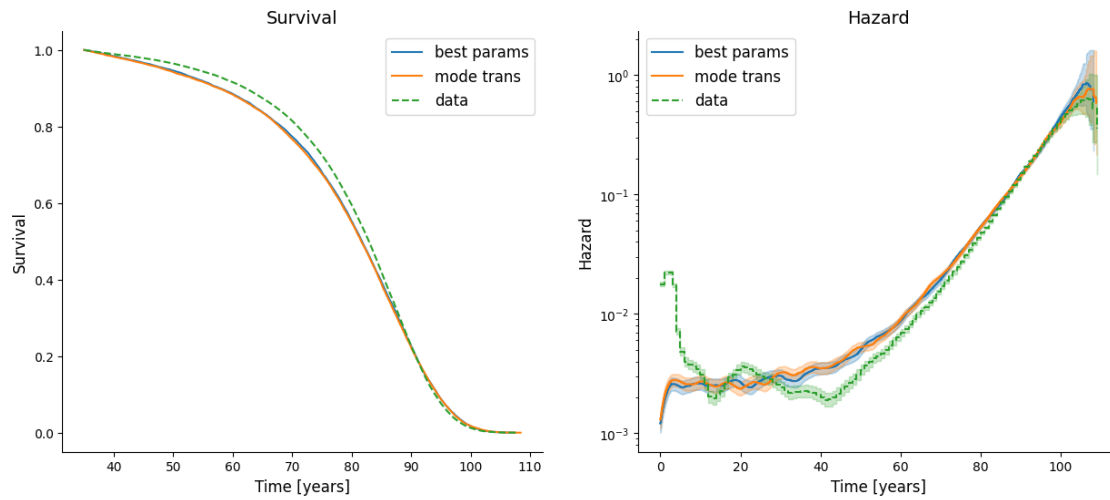 Survival
1.0
0.8
0.6
0.4
0.2
0.0
Survival
best params
mode trans
data
40
50
60
70
80
90
100
110
Time [years]
Hazard
10⁰
10⁻¹
10⁻²
10⁻³
Hazard
best params
mode trans
data
0
20
40
60
80
100
Time [years]